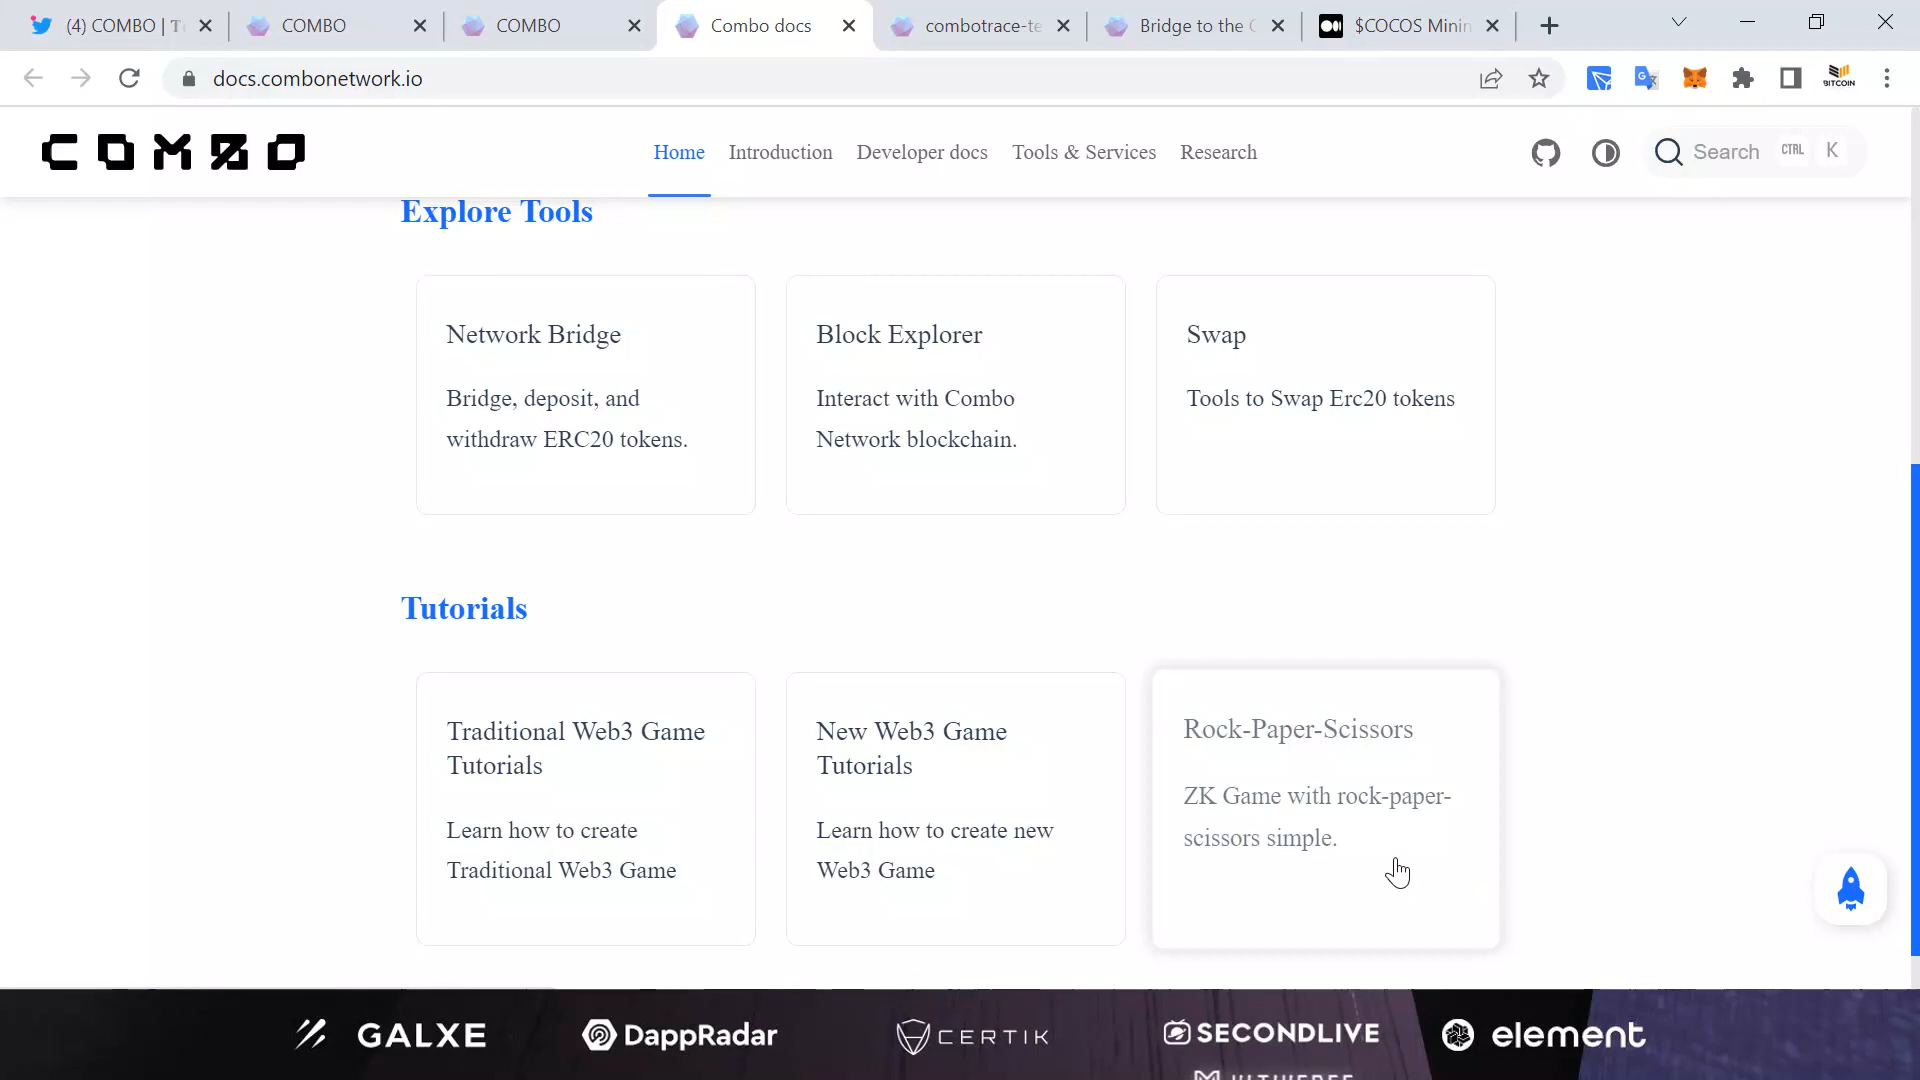 (4) COMBO | T
COMBO
COMBO
Combo docs
combotrace-te
Bridge to the
$COCOS Minin
docs.combonetwork.io
BITCOIN
COMBO
Home
Introduction
Developer docs
Tools & Services
Research
Search
CTRL
K
Explore Tools
Network Bridge
Bridge, deposit, and
withdraw ERC20 tokens.
Block Explorer
Interact with Combo
Network blockchain.
Swap
Tools to Swap Erc20 tokens
Tutorials
Traditional Web3 Game
Tutorials
Learn how to create
Traditional Web3 Game
New Web3 Game
Tutorials
Learn how to create new
Web3 Game
Rock-Paper-Scissors
ZK Game with rock-paper-
scissors simple.
GALXE
DappRadar
CERTIK
SECONDLIVE
element